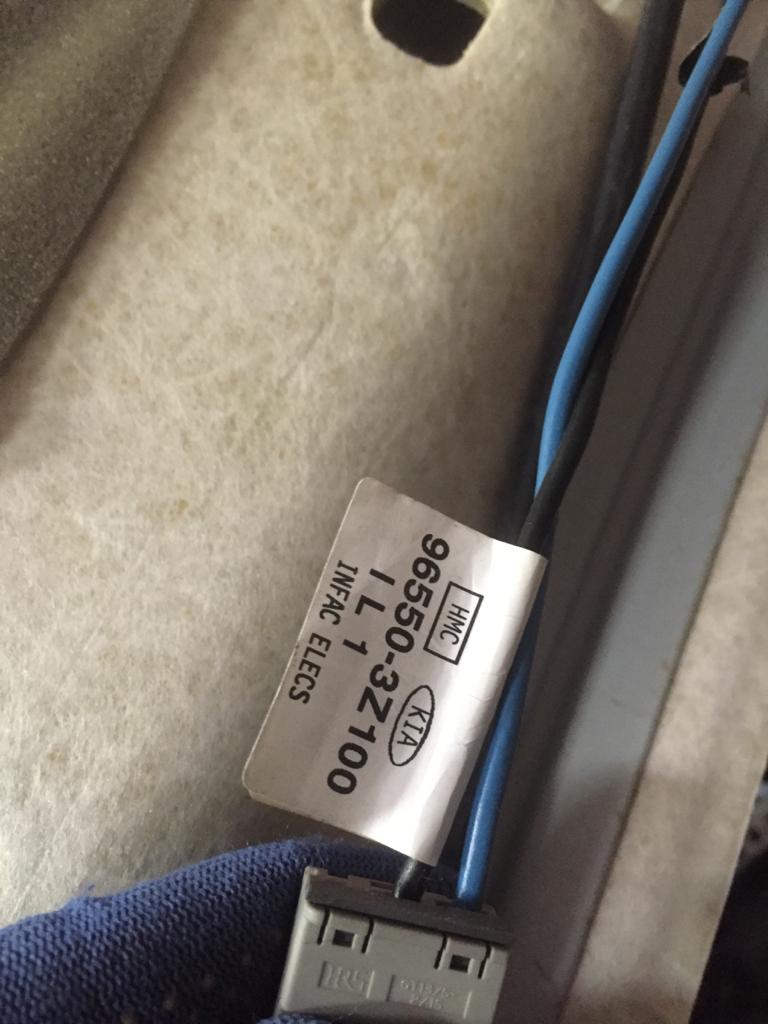 HMC KIA
96550-3Z100
I L 1
INFAC ELECS